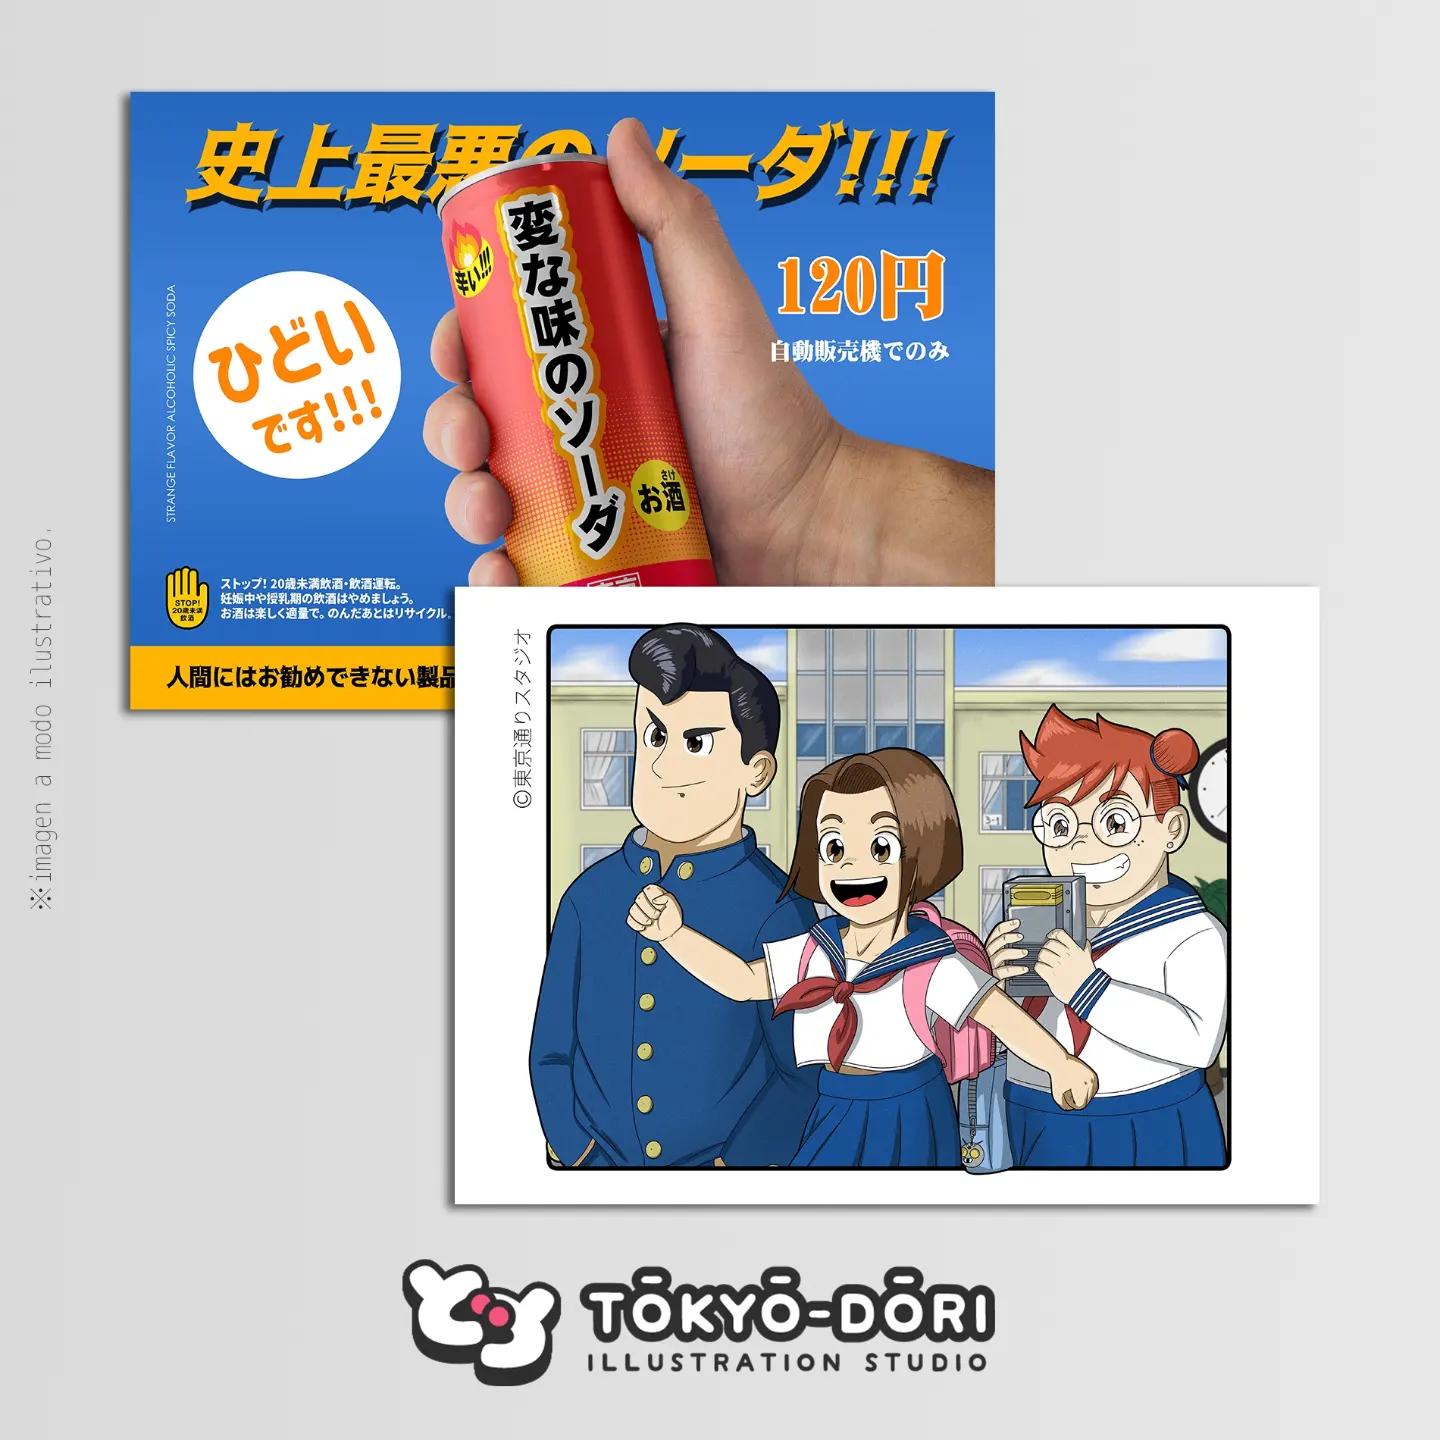 史上最悪のソーダ!!!
変な味のソーダ
辛い!!!
120円
自動販売機でのみ
ひどい
です!!!
STRANGE FLAVOR ALCOHOLIC SPICY SODA
さけ
お酒
STOP!
20歳未満
飲酒
ストップ! 20歳未満飲酒・飲酒運転。
妊娠中や授乳期の飲酒はやめましょう。
お酒は楽しく適量で。のんだあとはリサイクル。
人間にはお勧めできない製品
※imagen a modo ilustrativo.
©東京通りスタジオ
3-1
TŌKYŌ-DŌRI
ILLUSTRATION STUDIO